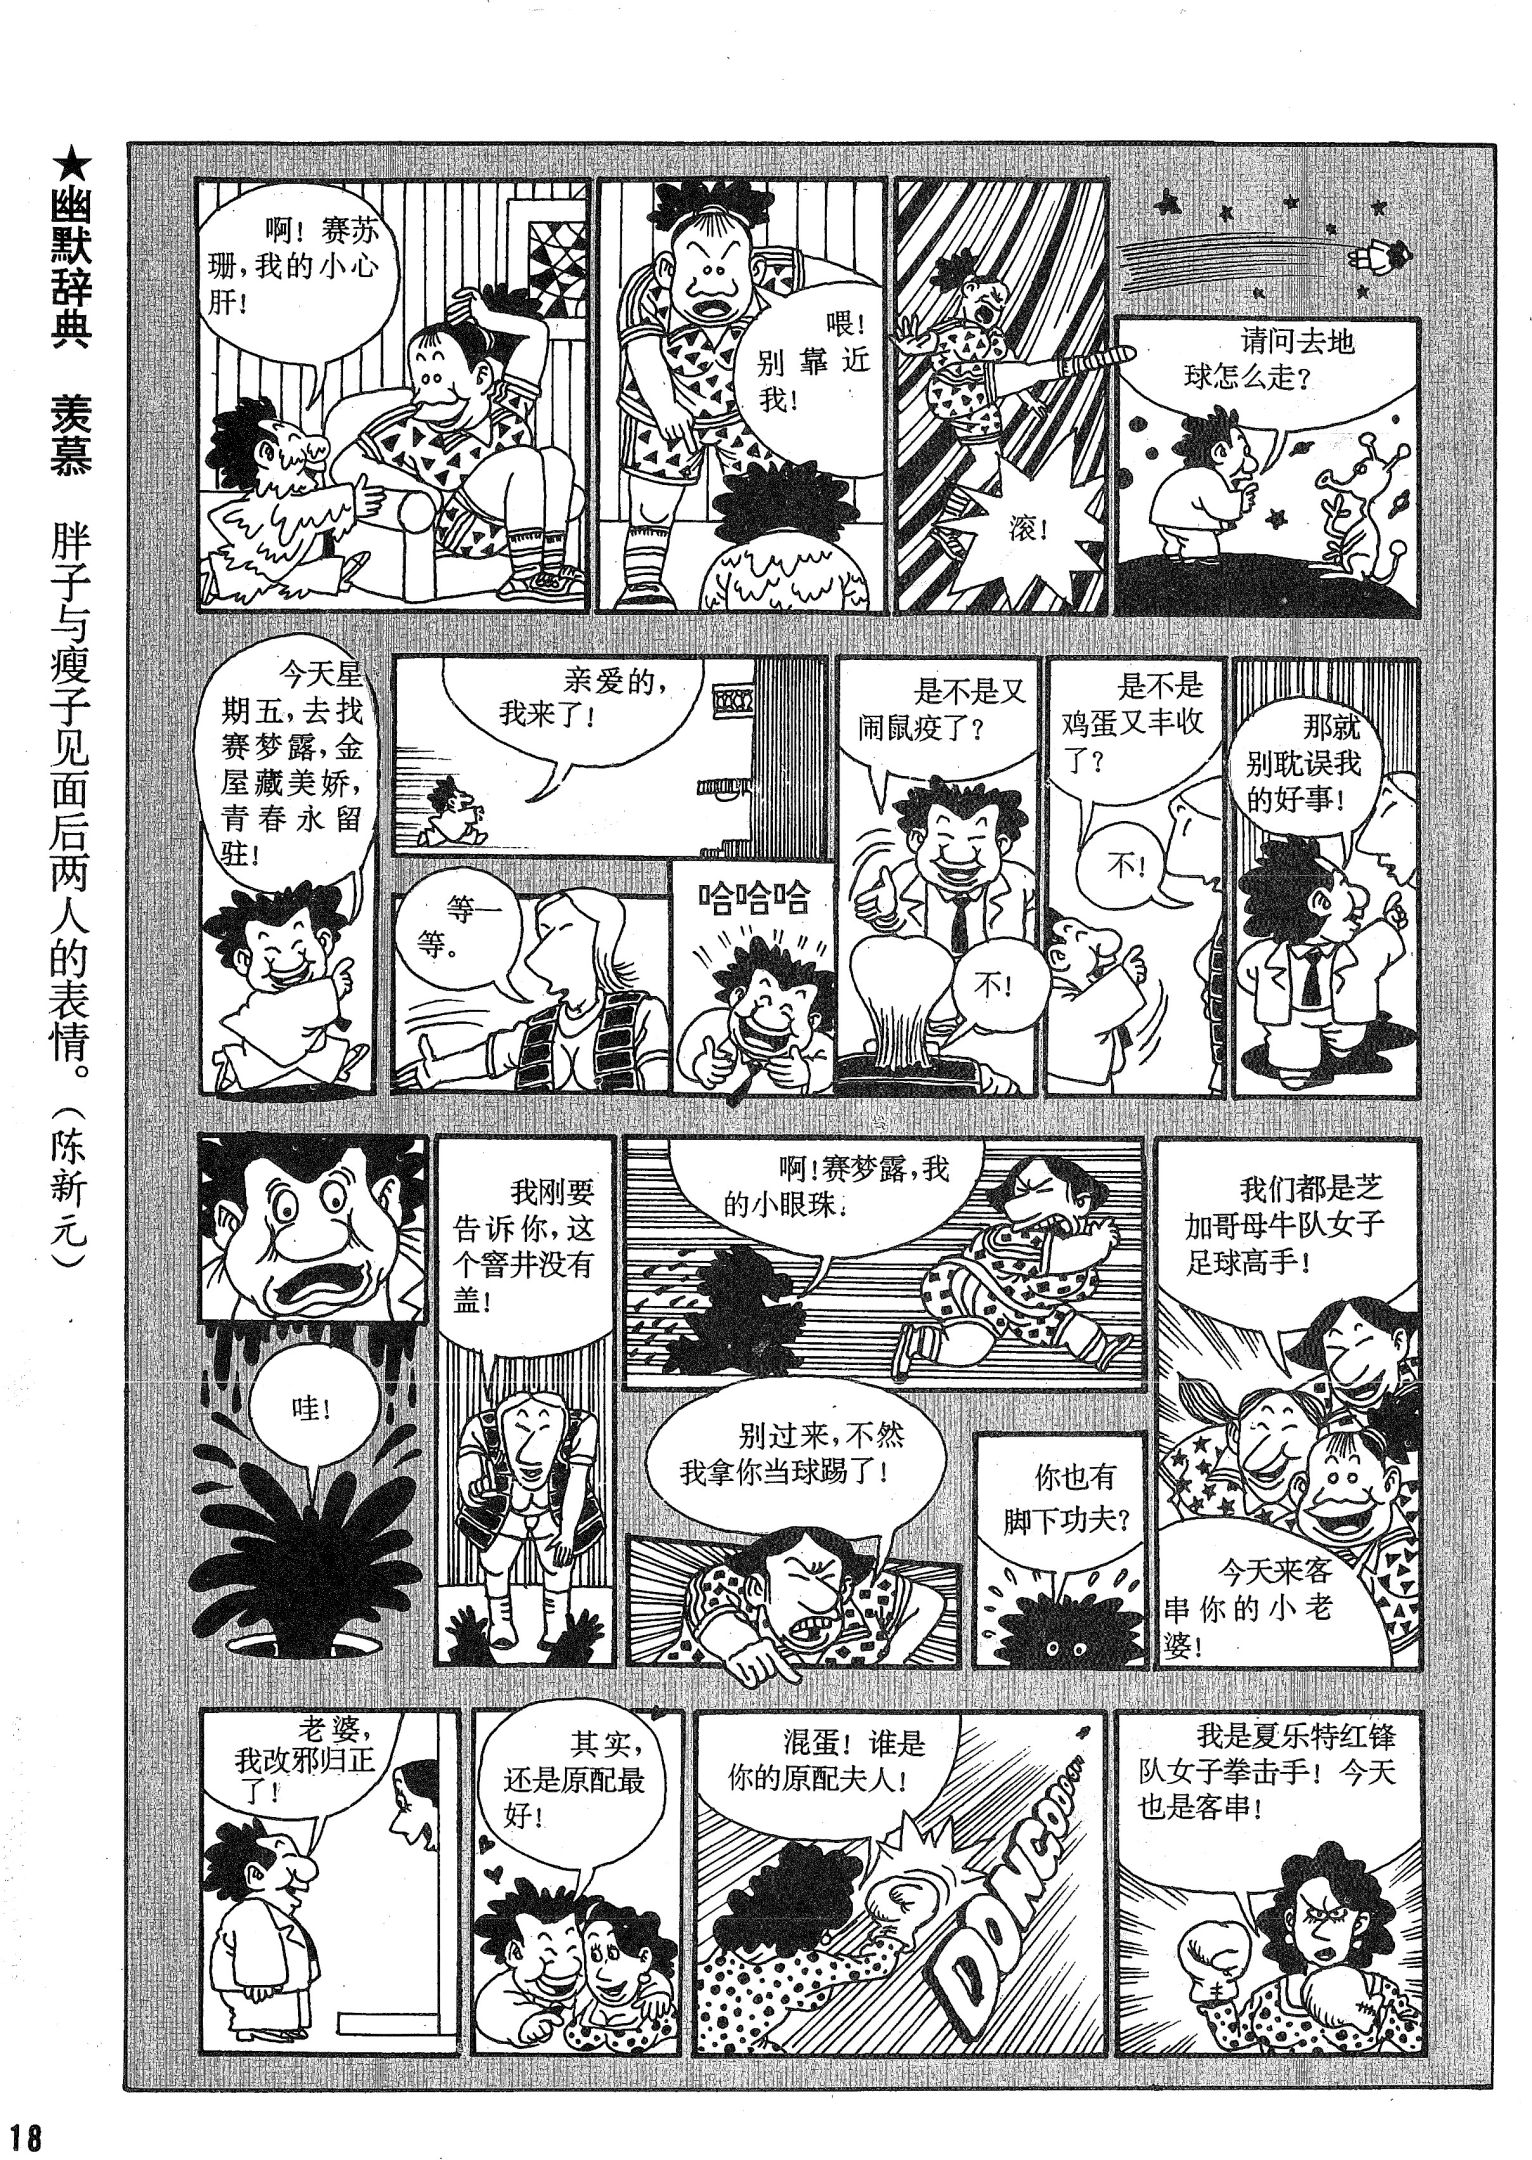 ★幽默辞典　羡慕　胖子与瘦子见面后两人的表情。（陈新元）
啊！赛苏
珊，我的小心
肝！
喂！
别靠近
我！
滚！
请问去地
球怎么走？
今天星
期五，去找
赛梦露，金
屋藏美娇，
青春永留
驻！
亲爱的，
我来了！
等一
等。
哈哈哈
是不是又
闹鼠疫了？
不！
是不是
鸡蛋又丰收
了？
不！
那就
别耽误我
的好事！
哇！
我刚要
告诉你，这
个窨井没有
盖！
啊！赛梦露，我
的小眼珠．
别过来，不然
我拿你当球踢了！
你也有
脚下功夫？
我们都是芝
加哥母牛队女子
足球高手！
今天来客
串你的小老
婆！
老婆，
我改邪归正
了！
其实，
还是原配最
好！
混蛋！谁是
你的原配夫人！
我是夏乐特红锋
队女子拳击手！今天
也是客串！
18